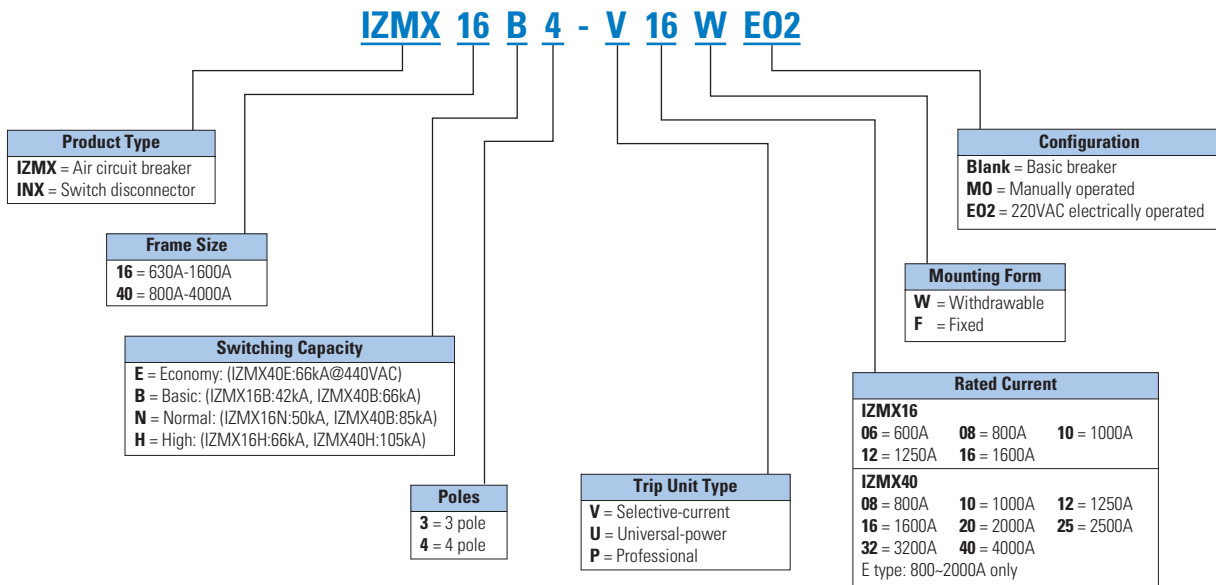 IZMX 16 B 4 - V 16 W EO2
Product Type
IZMX = Air circuit breaker
INX = Switch disconnector
Frame Size
16 = 630A-1600A
40 = 800A-4000A
Switching Capacity
E = Economy: (IZMX40E:66kA@440VAC)
B = Basic: (IZMX16B:42kA, IZMX40B:66kA)
N = Normal: (IZMX16N:50kA, IZMX40B:85kA)
H = High: (IZMX16H:66kA, IZMX40H:105kA)
Poles
3 = 3 pole
4 = 4 pole
Trip Unit Type
V = Selective-current
U = Universal-power
P = Professional
Rated Current
IZMX16
06 = 600A 08 = 800A 10 = 1000A
12 = 1250A 16 = 1600A
IZMX40
08 = 800A 10 = 1000A 12 = 1250A
16 = 1600A 20 = 2000A 25 = 2500A
32 = 3200A 40 = 4000A
E type: 800~2000A only
Mounting Form
W = Withdrawable
F = Fixed
Configuration
Blank = Basic breaker
MO = Manually operated
EO2 = 220VAC electrically operated